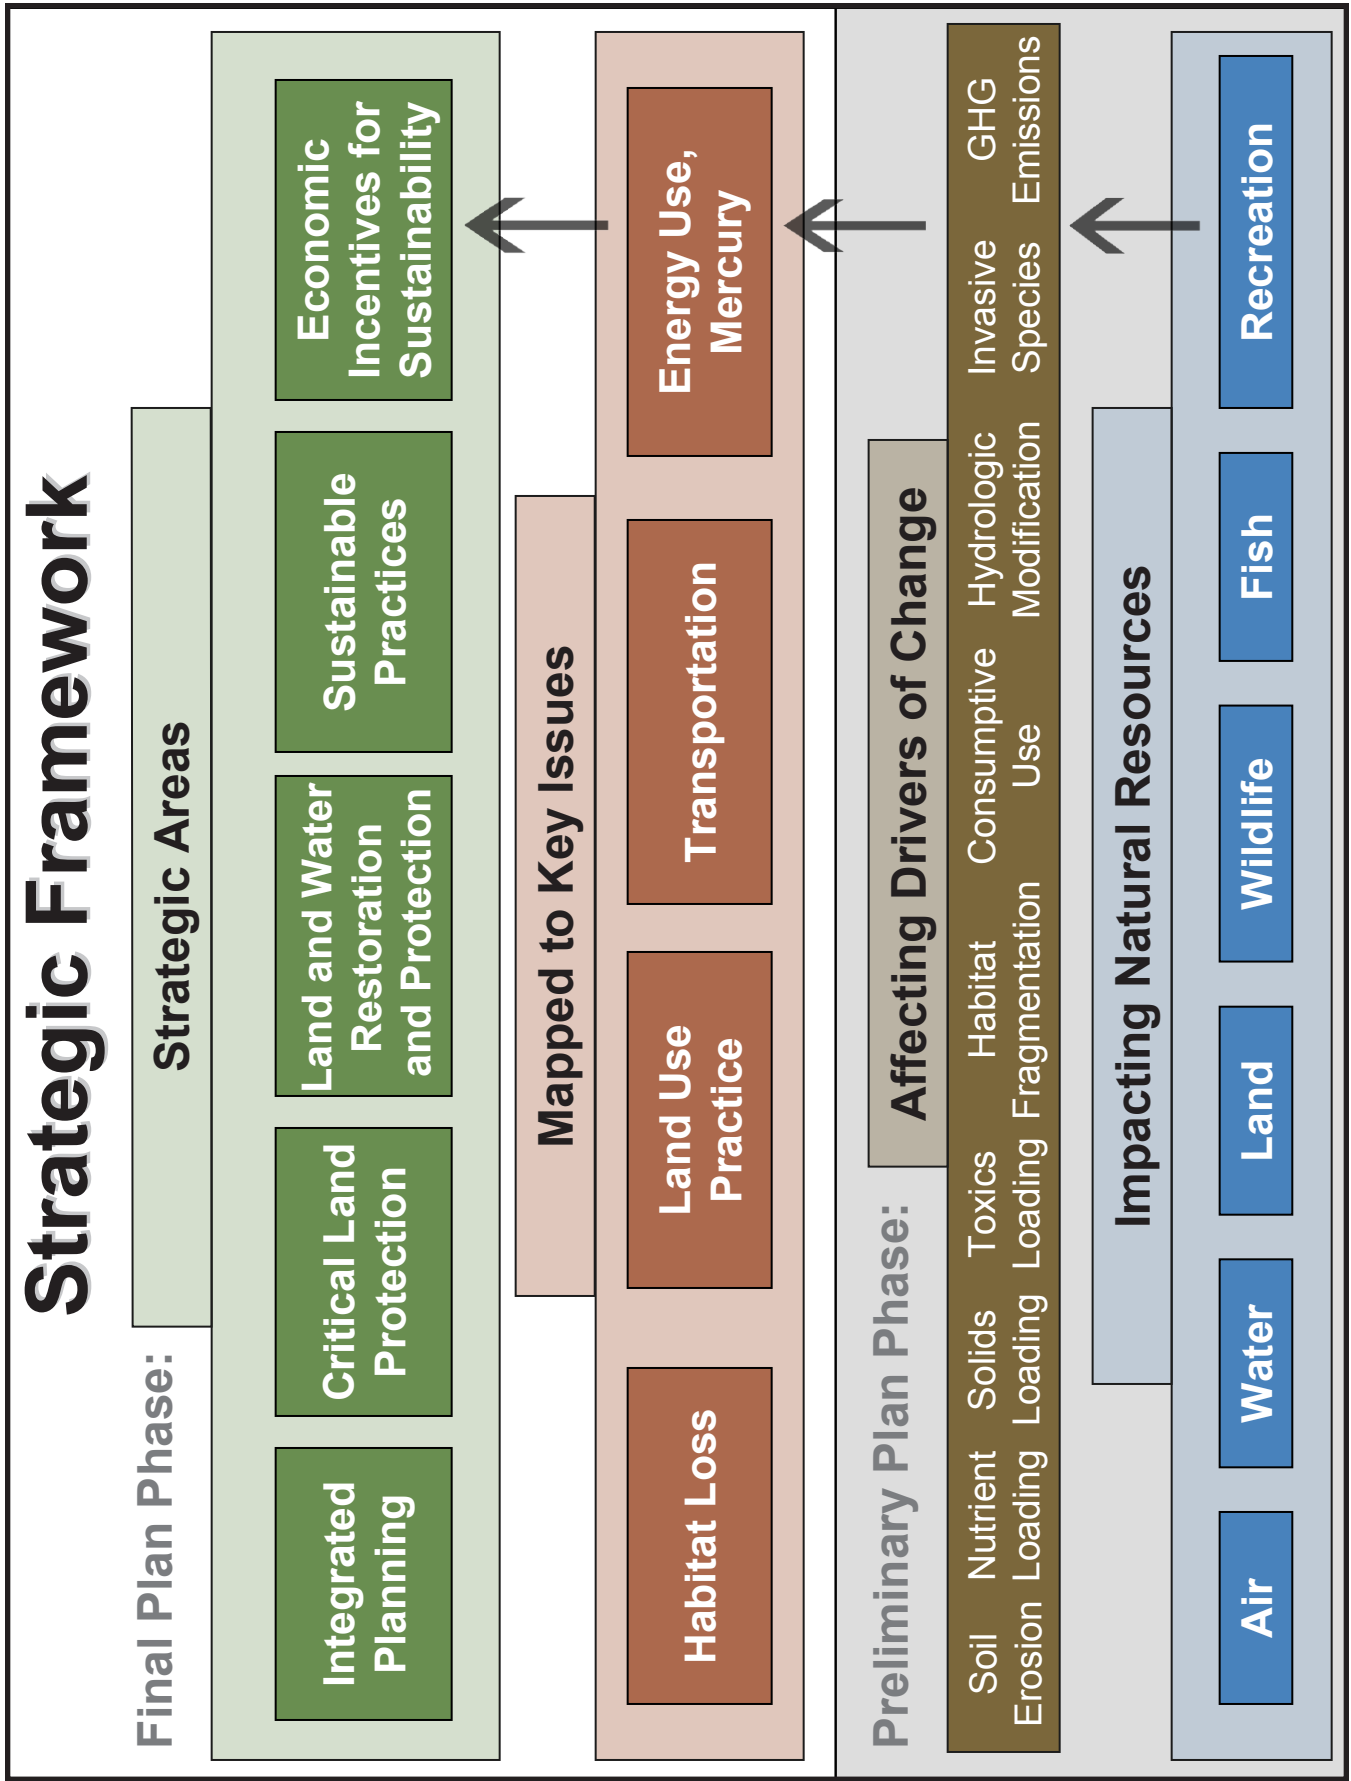 Strategic Framework
Final Plan Phase:
Strategic Areas
Integrated
Planning
Critical Land
Protection
Land and Water
Restoration
and Protection
Sustainable
Practices
Economic
Incentives for
Sustainability
Mapped to Key Issues
Habitat Loss
Land Use
Practice
Transportation
Energy Use,
Mercury
Preliminary Plan Phase:
Affecting Drivers of Change
Soil
Erosion
Nutrient
Loading
Solids
Loading
Toxics
Loading
Habitat
Fragmentation
Consumptive
Use
Hydrologic
Modification
Invasive
Species
GHG
Emissions
Impacting Natural Resources
Air
Water
Land
Wildlife
Fish
Recreation